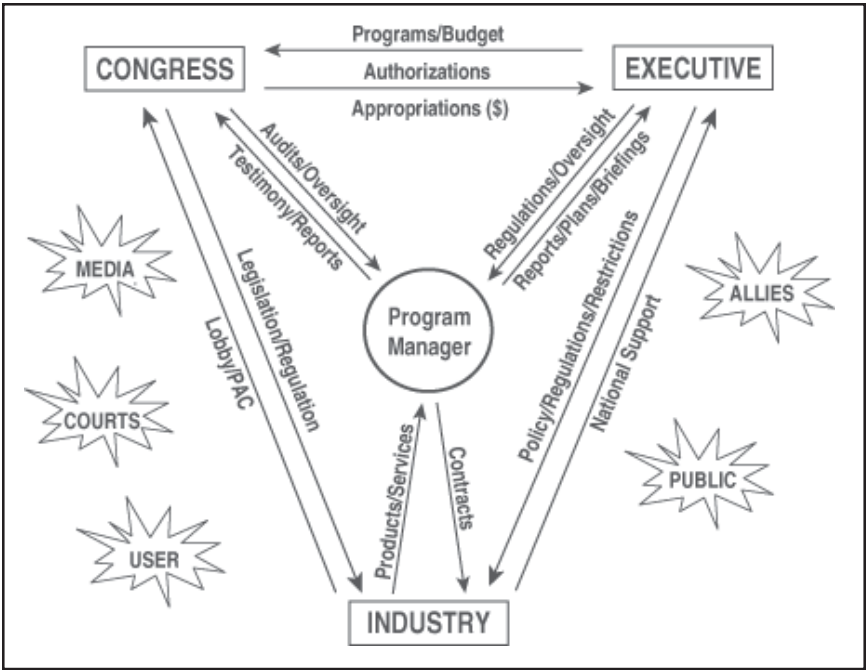 Programs/Budget
CONGRESS
EXECUTIVE
Authorizations
Appropriations ($)
Audits/Oversight
Testimony/Reports
Regulations/Oversight
Reports/Plans/Briefings
MEDIA
ALLIES
Legislation/Regulation
Lobby/PAC
Program
Manager
Policy/Regulations/Restrictions
National Support
COURTS
PUBLIC
Products/Services
Contracts
USER
INDUSTRY